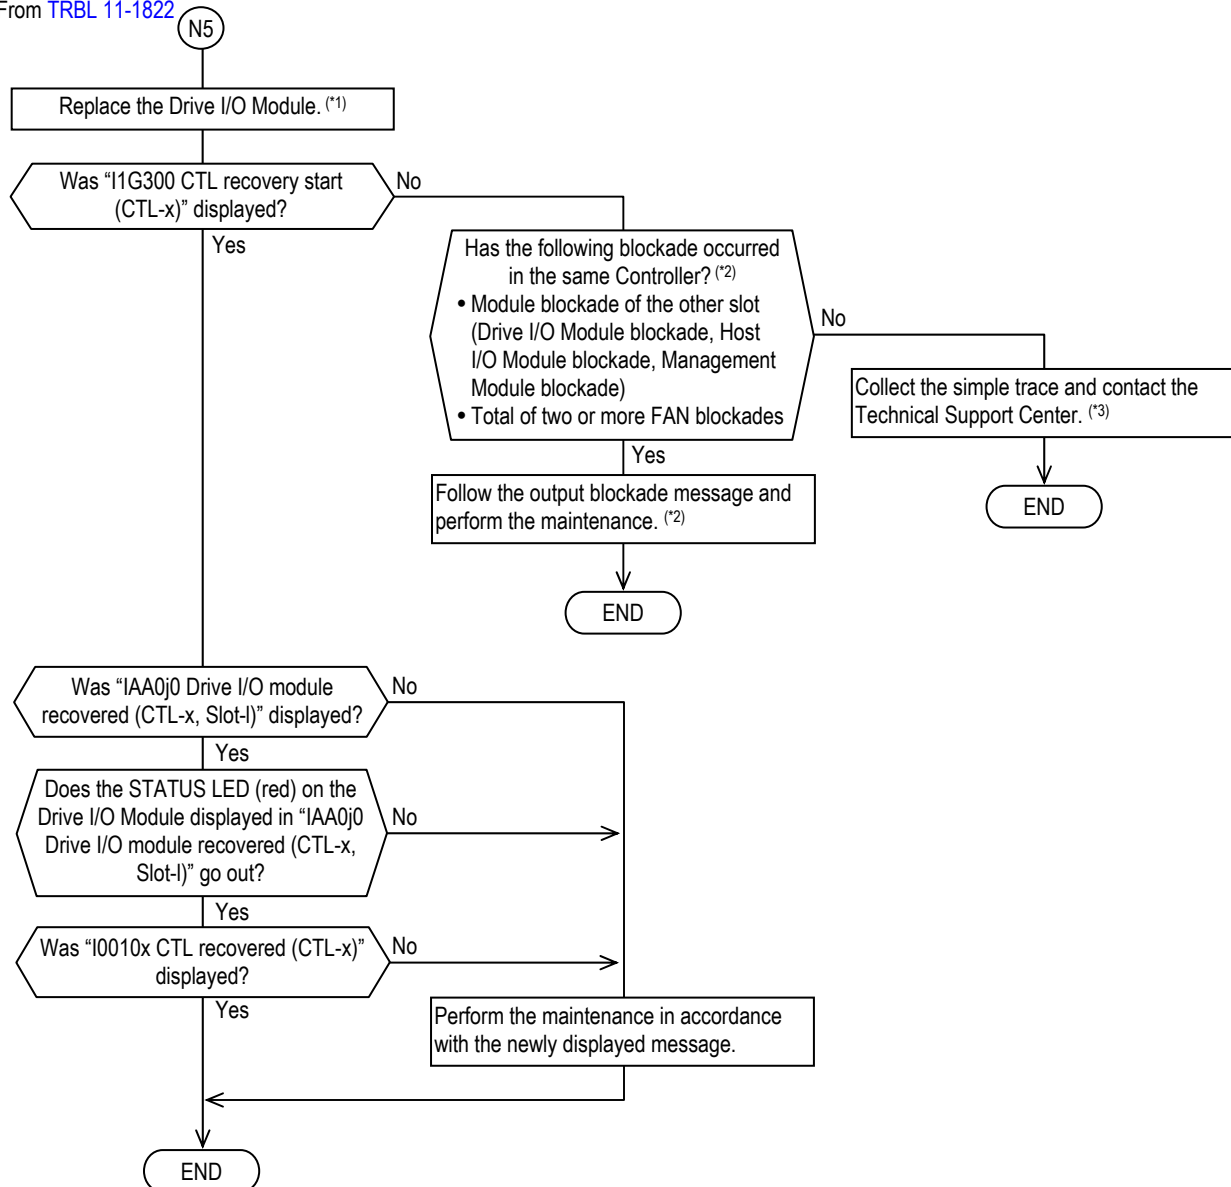 From TRBL 11-1822
N5
Replace the Drive I/O Module. (*1)
Was “I1G300 CTL recovery start
(CTL-x)” displayed?
No
Yes
Has the following blockade occurred
in the same Controller? (*2)
• Module blockade of the other slot
(Drive I/O Module blockade, Host
I/O Module blockade, Management
Module blockade)
• Total of two or more FAN blockades
No
Collect the simple trace and contact the
Technical Support Center. (*3)
END
Yes
Follow the output blockade message and
perform the maintenance. (*2)
END
Was “IAA0j0 Drive I/O module
recovered (CTL-x, Slot-l)” displayed?
No
Yes
Does the STATUS LED (red) on the
Drive I/O Module displayed in “IAA0j0
Drive I/O module recovered (CTL-x,
Slot-l)” go out?
No
Yes
Was “I0010x CTL recovered (CTL-x)”
displayed?
No
Yes
Perform the maintenance in accordance
with the newly displayed message.
END